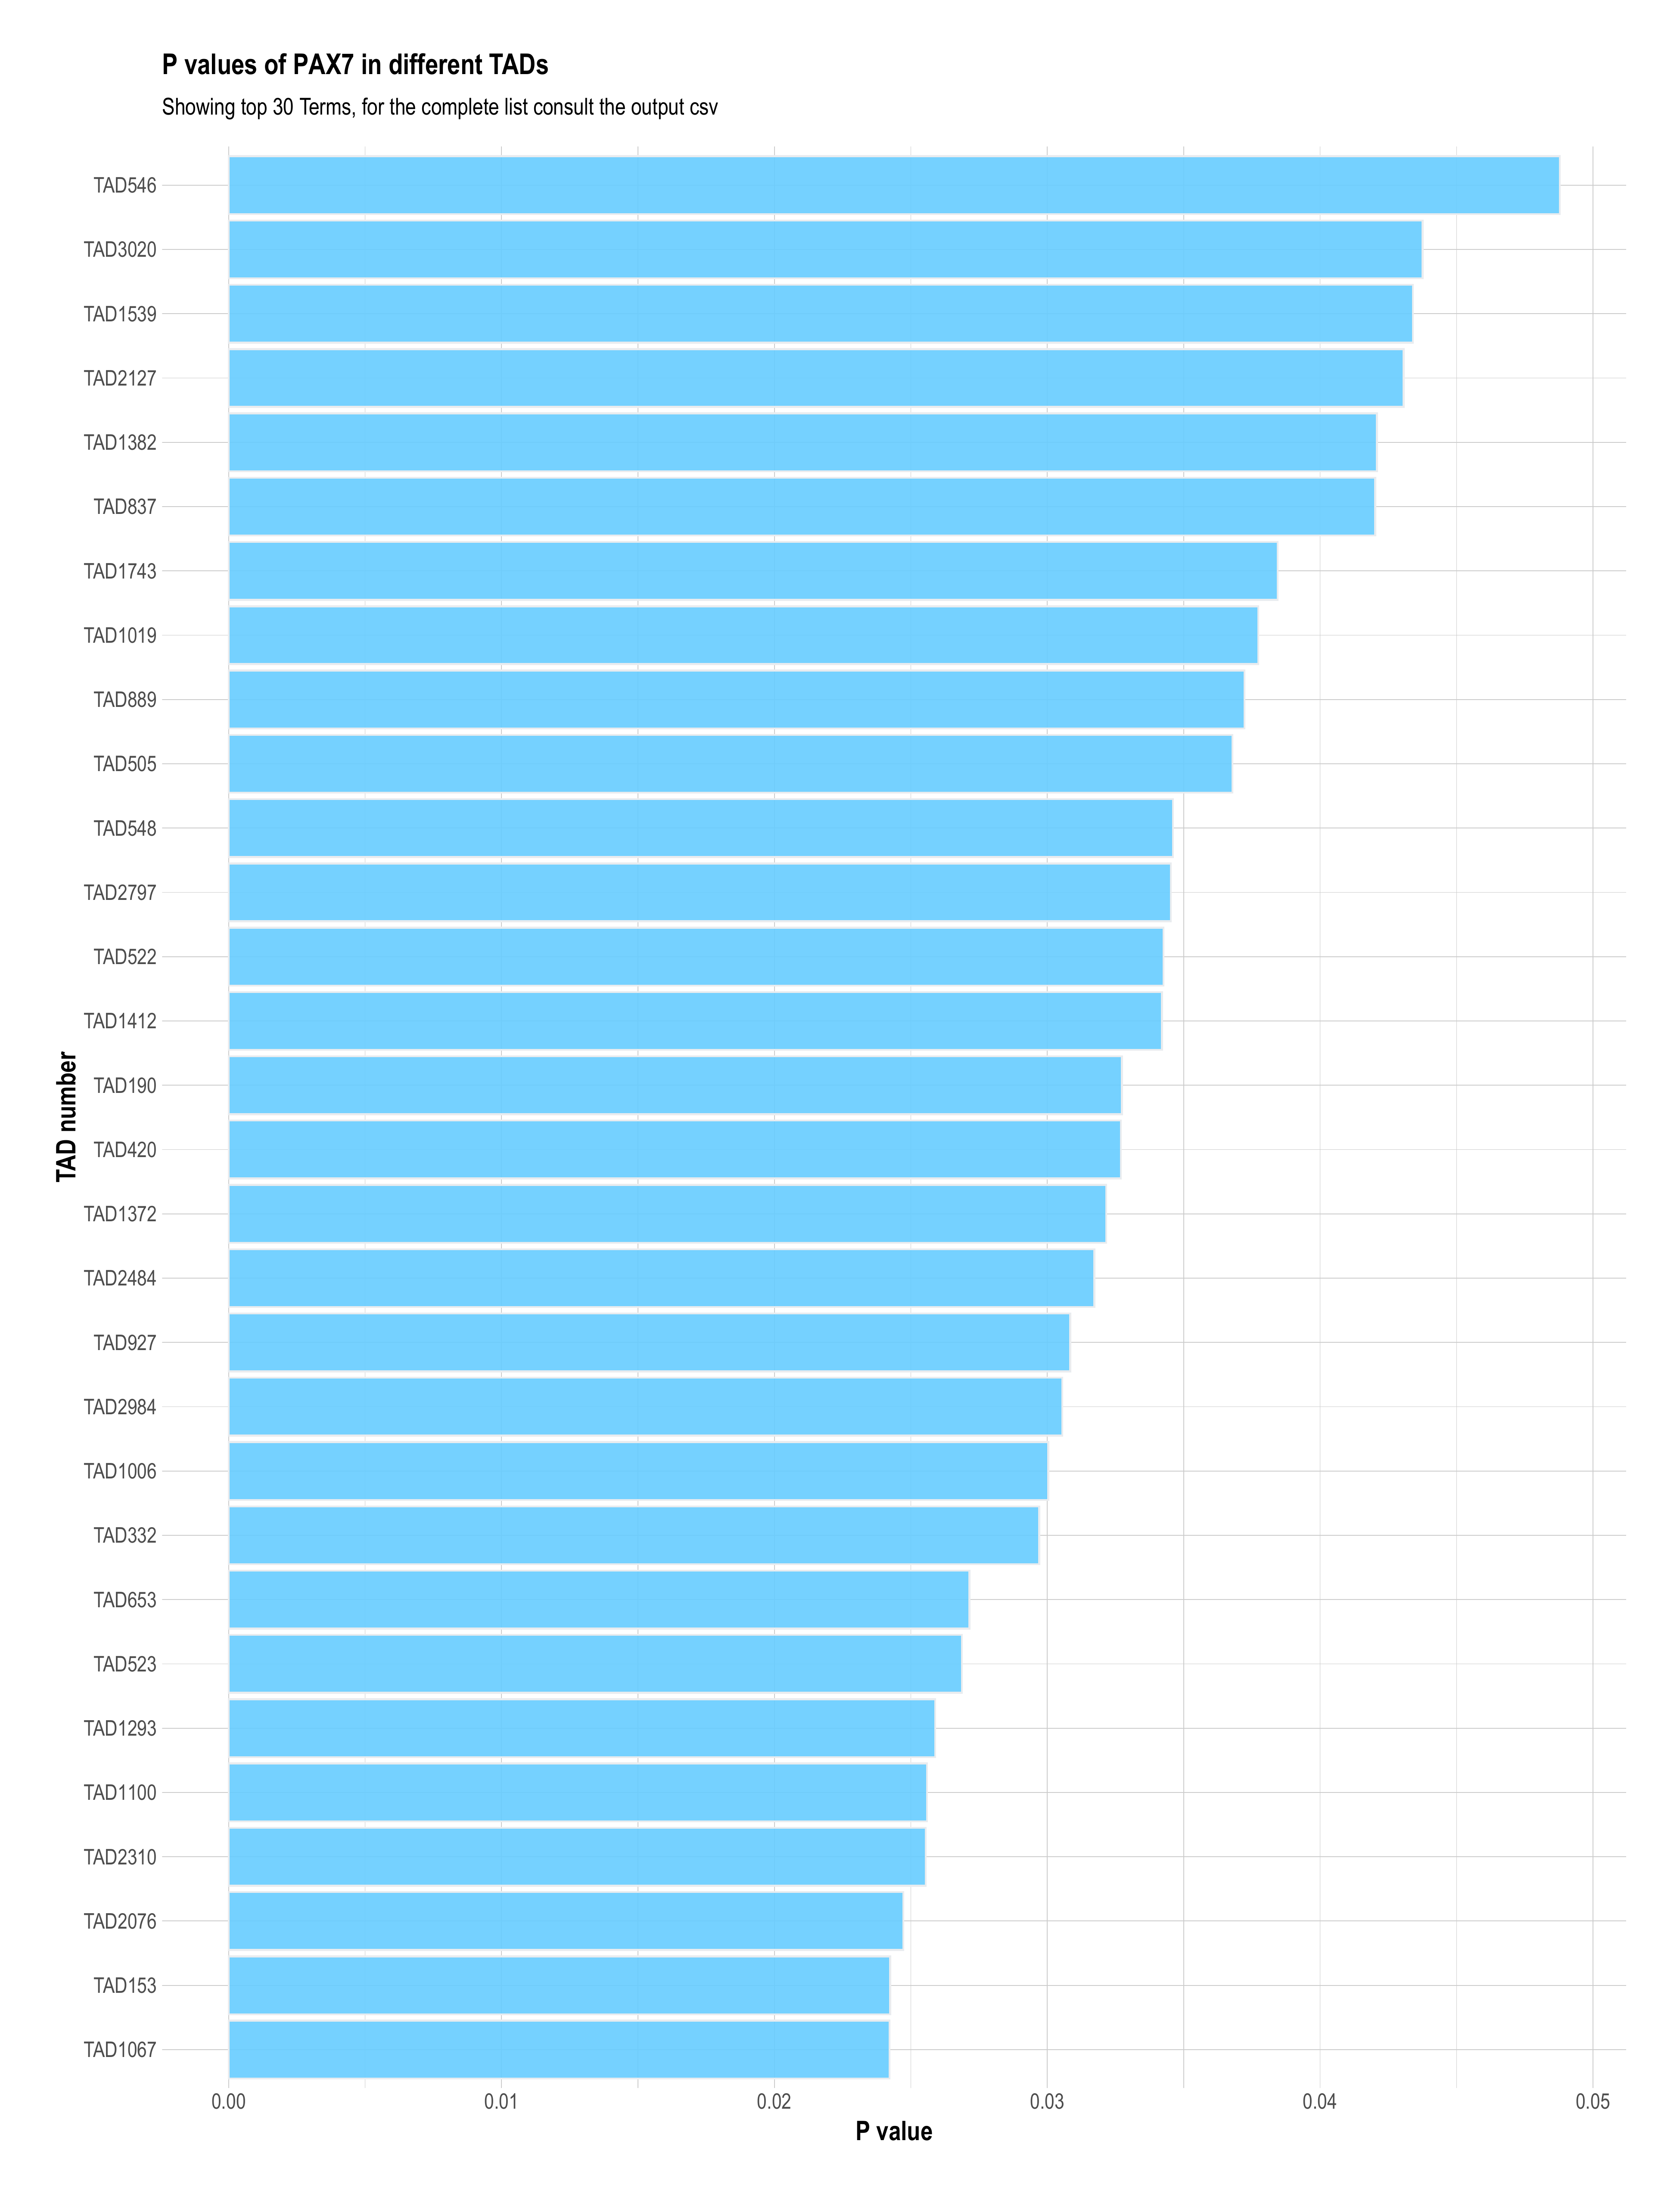 P values of PAX7 in different TADs
Showing top 30 Terms, for the complete list consult the output csv
TAD546
TAD3020
TAD1539
TAD2127
TAD1382
TAD837
TAD1743
TAD1019
TAD889
TAD505
TAD548
TAD2797
TAD522
TAD1412
TAD190
TAD420
TAD1372
TAD2484
TAD927
TAD2984
TAD1006
TAD332
TAD653
TAD523
TAD1293
TAD1100
TAD2310
TAD2076
TAD153
TAD1067
TAD number
0.00 0.01 0.02 0.03 0.04 0.05
P value